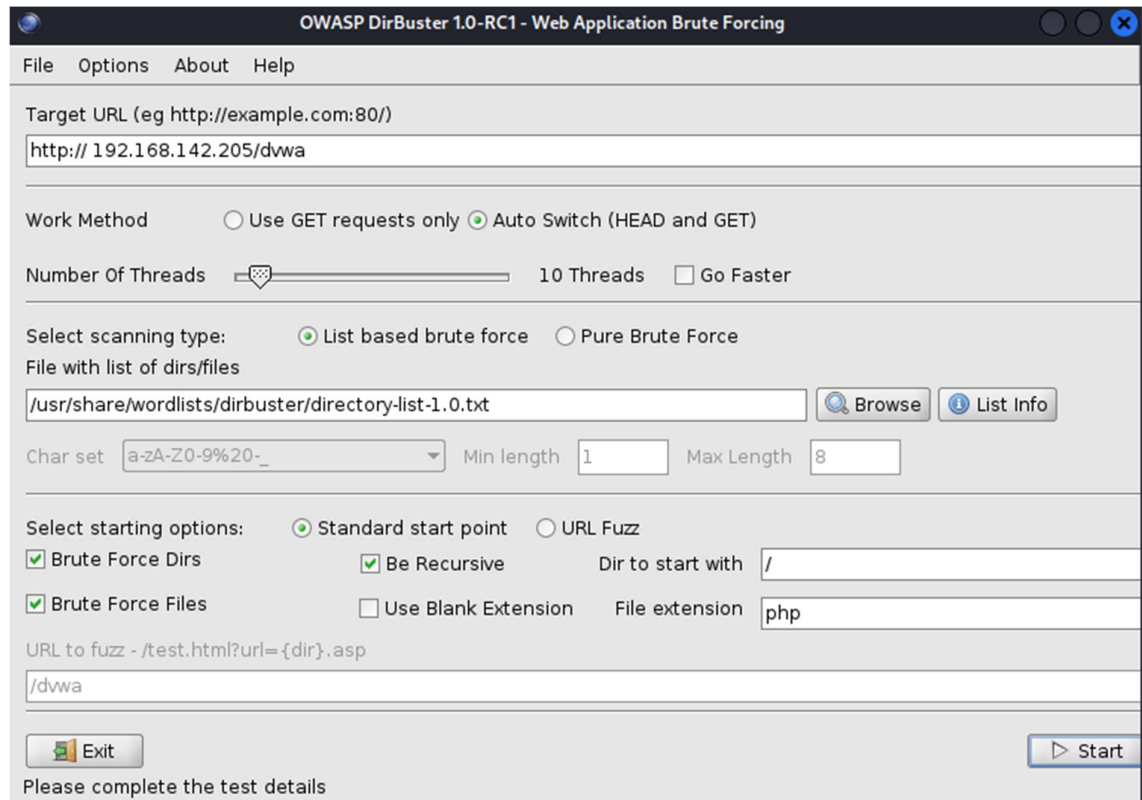 OWASP DirBuster 1.0-RC1 - Web Application Brute Forcing
File Options About Help
Target URL (eg http://example.com:80/)
http:// 192.168.142.205/dvwa
Work Method Use GET requests only Auto Switch (HEAD and GET)
Number Of Threads 10 Threads Go Faster
Select scanning type: List based brute force Pure Brute Force
File with list of dirs/files
/usr/share/wordlists/dirbuster/directory-list-1.0.txt Browse List Info
Char set a-zA-Z0-9%20-_ Min length 1 Max Length 8
Select starting options: Standard start point URL Fuzz
Brute Force Dirs Be Recursive Dir to start with /
Brute Force Files Use Blank Extension File extension php
URL to fuzz - /test.html?url={dir}.asp
/dvwa
Exit Start
Please complete the test details